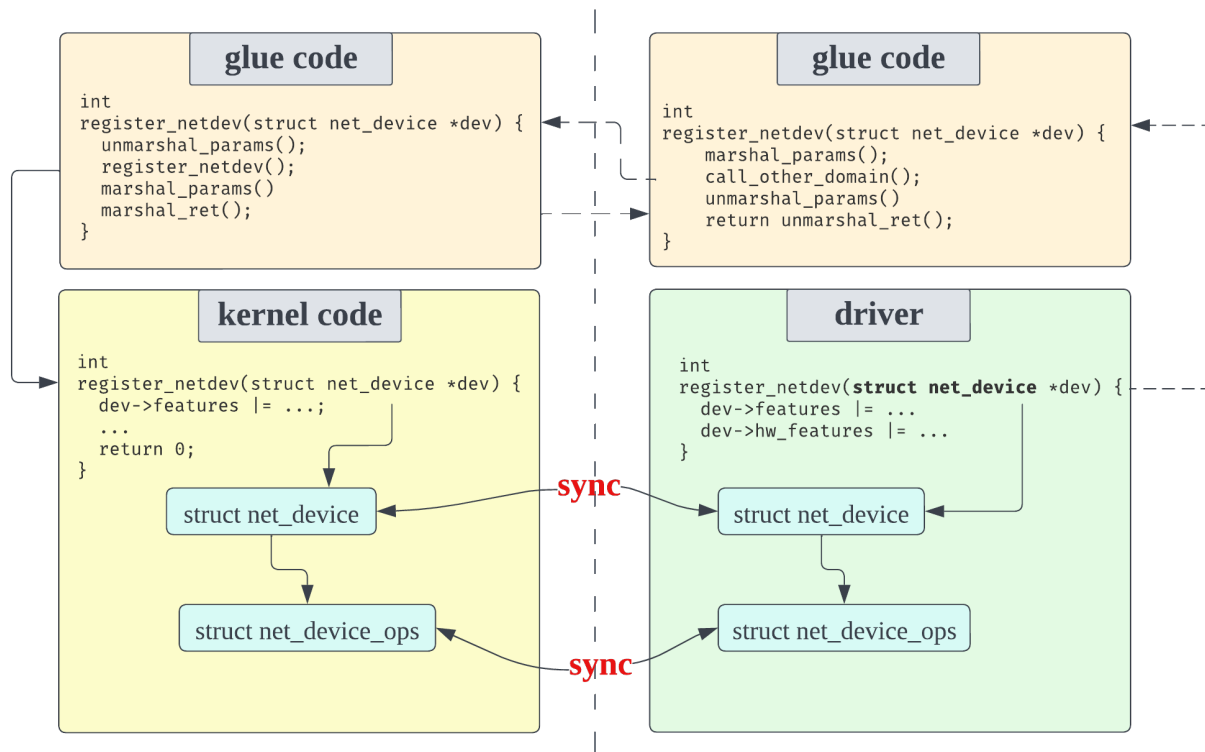 glue code
int
register_netdev(struct net_device *dev) {
unmarshal_params();
register_netdev();
marshal_params()
marshal_ret();
}
glue code
int
register_netdev(struct net_device *dev) {
marshal_params();
call_other_domain();
unmarshal_params()
return unmarshal_ret();
}
kernel code
int
register_netdev(struct net_device *dev) {
dev->features |= ...;
...
return 0;
}
struct net_device
struct net_device_ops
driver
int
register_netdev(struct net_device *dev) {
dev->features |= ...
dev->hw_features |= ...
}
struct net_device
struct net_device_ops
sync
sync